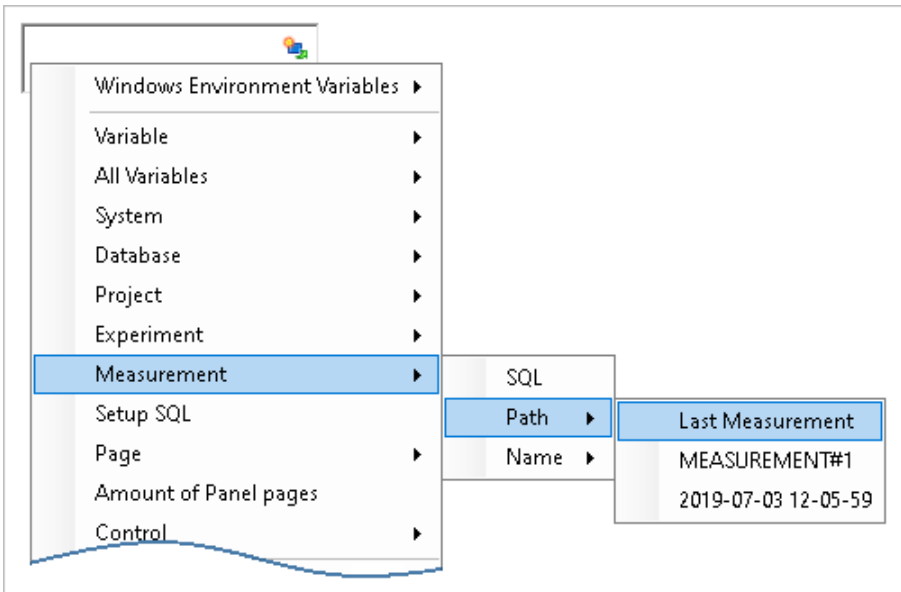 Windows Environment Variables
Variable
All Variables
System
Database
Project
Experiment
Measurement
Setup SQL
Page
Amount of Panel pages
Control
SQL
Path
Name
Last Measurement
MEASUREMENT#1
2019-07-03 12-05-59